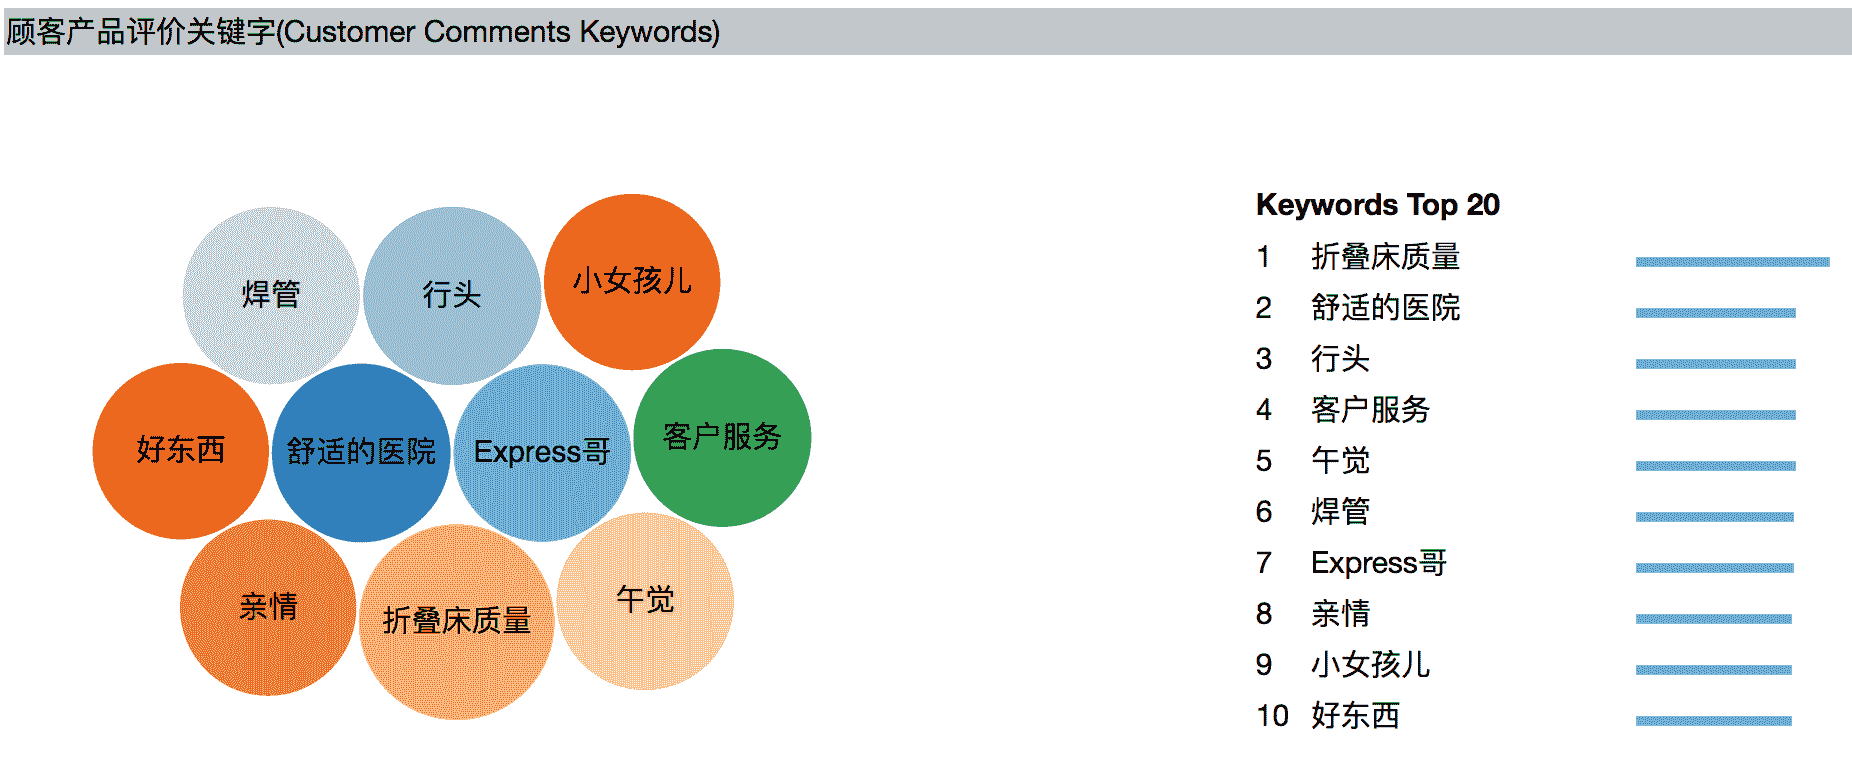 顾客产品评价关键字(Customer Comments Keywords)
焊管
行头
小女孩儿
好东西
舒适的医院
Express哥
客户服务
亲情
折叠床质量
午觉
Keywords Top 20
1 折叠床质量
2 舒适的医院
3 行头
4 客户服务
5 午觉
6 焊管
7 Express哥
8 亲情
9 小女孩儿
10 好东西